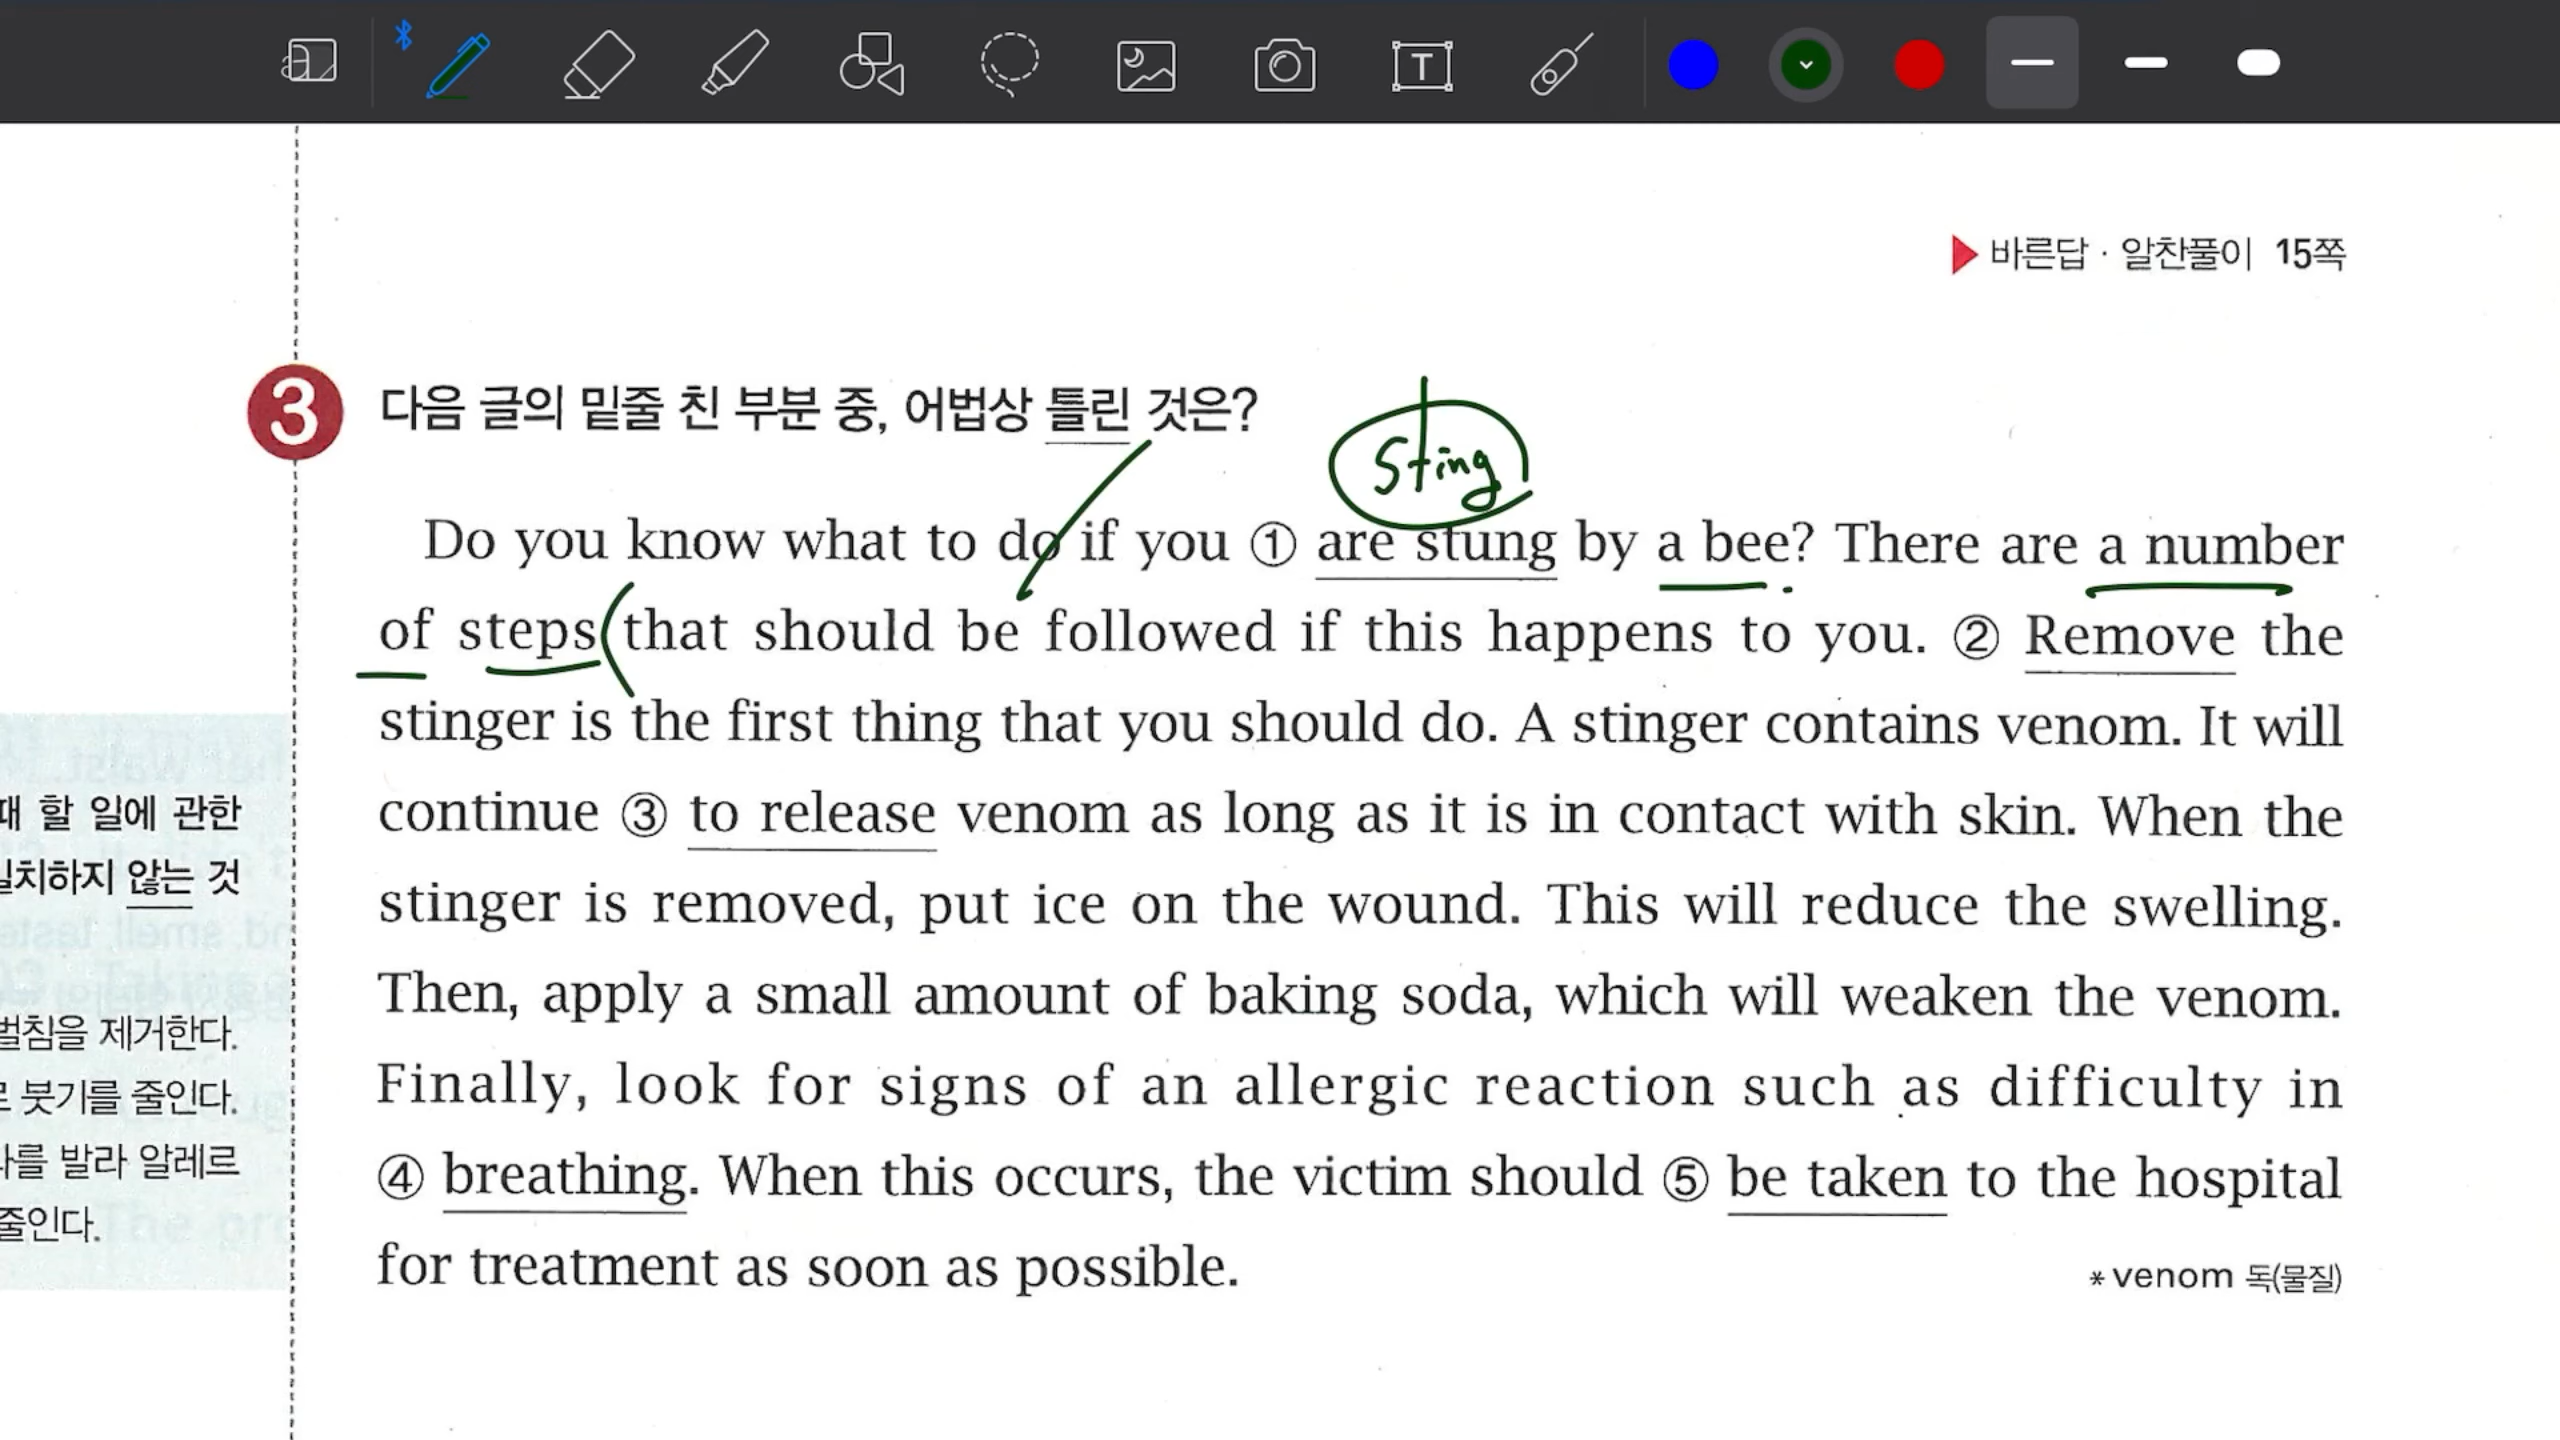 ▶ 바른답 · 알찬풀이 15쪽
3 다음 글의 밑줄 친 부분 중, 어법상 틀린 것은?
Sting
Do you know what to do if you ① are stung by a bee? There are a number
of steps (that should be followed if this happens to you. ② Remove the
stinger is the first thing that you should do. A stinger contains venom. It will
continue ③ to release venom as long as it is in contact with skin. When the
stinger is removed, put ice on the wound. This will reduce the swelling.
Then, apply a small amount of baking soda, which will weaken the venom.
Finally, look for signs of an allergic reaction such as difficulty in
④ breathing. When this occurs, the victim should ⑤ be taken to the hospital
for treatment as soon as possible.
* venom 독(물질)
때 할 일에 관한
일치하지 않는 것
벌침을 제거한다.
로 붓기를 줄인다.
발라 알레르
줄인다.